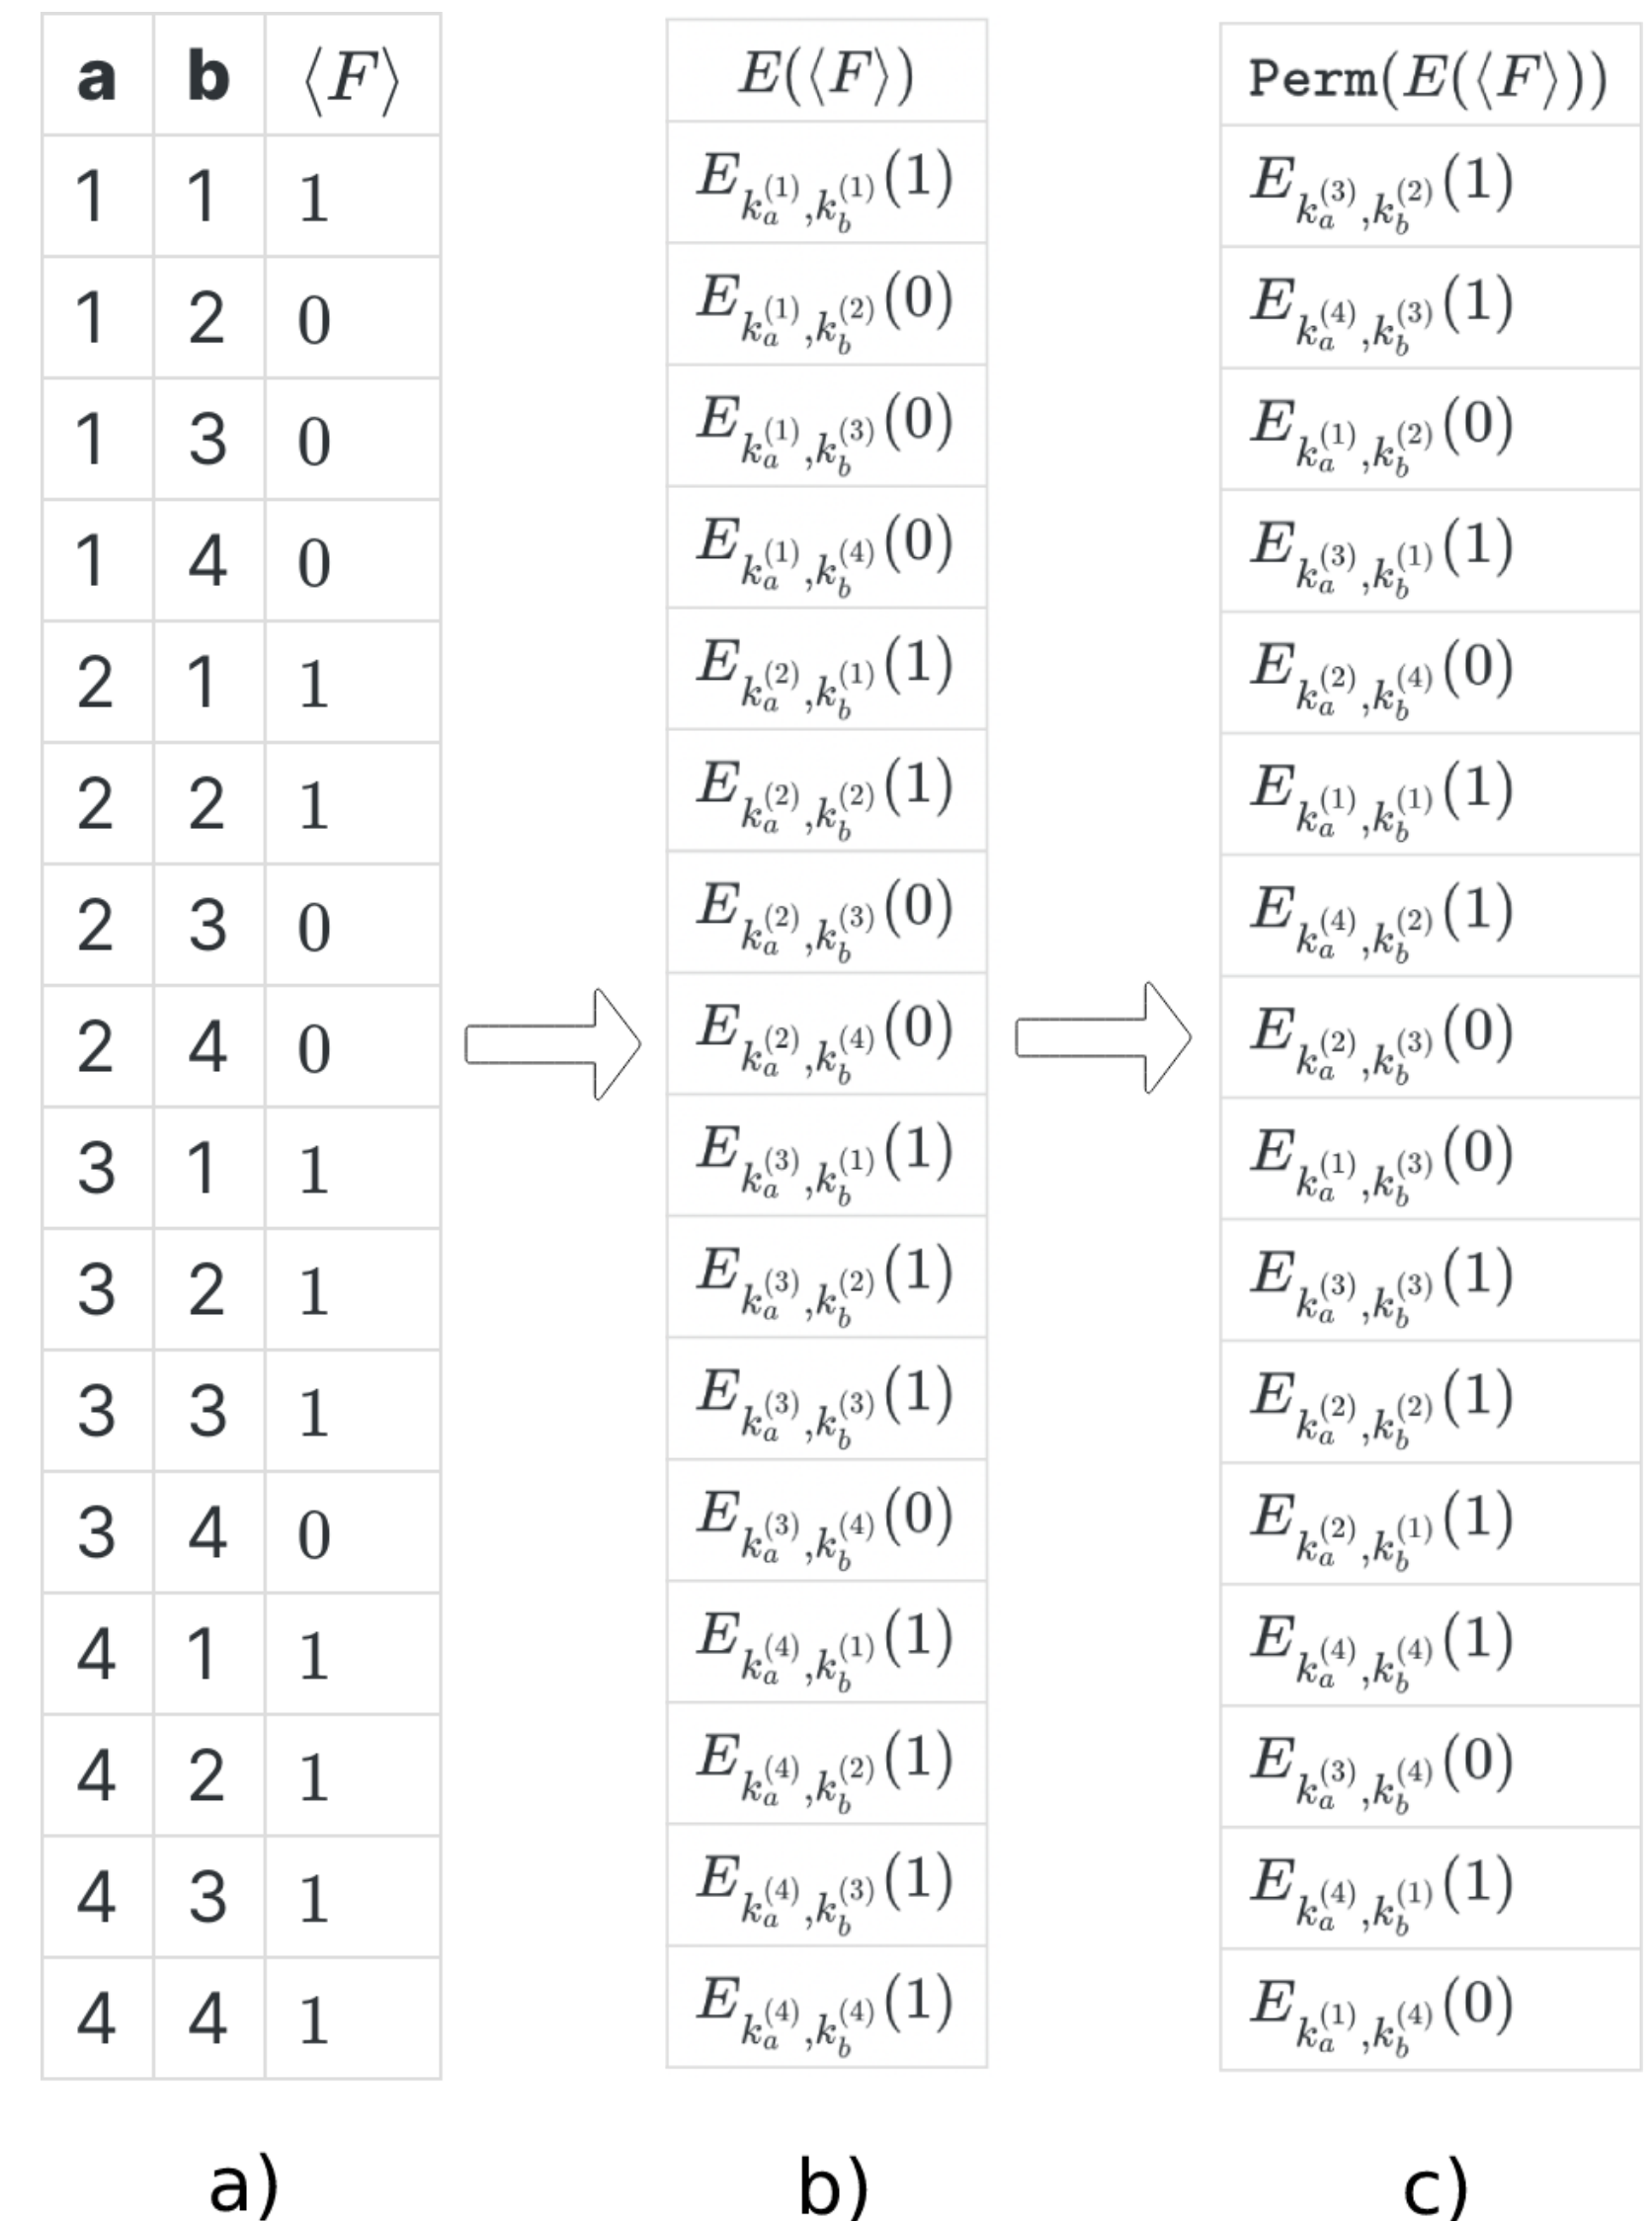 a b ⟨F⟩ E(⟨F⟩) Perm(E(⟨F⟩))
1 1 1 E_{k_a^{(1)},k_b^{(1)}}(1) E_{k_a^{(3)},k_b^{(2)}}(1)
1 2 0 E_{k_a^{(1)},k_b^{(2)}}(0) E_{k_a^{(4)},k_b^{(3)}}(1)
1 3 0 E_{k_a^{(1)},k_b^{(3)}}(0) E_{k_a^{(1)},k_b^{(2)}}(0)
1 4 0 E_{k_a^{(1)},k_b^{(4)}}(0) E_{k_a^{(3)},k_b^{(1)}}(1)
2 1 1 E_{k_a^{(2)},k_b^{(1)}}(1) E_{k_a^{(2)},k_b^{(4)}}(0)
2 2 1 E_{k_a^{(2)},k_b^{(2)}}(1) E_{k_a^{(1)},k_b^{(1)}}(1)
2 3 0 E_{k_a^{(2)},k_b^{(3)}}(0) E_{k_a^{(4)},k_b^{(2)}}(1)
2 4 0 E_{k_a^{(2)},k_b^{(4)}}(0) E_{k_a^{(2)},k_b^{(3)}}(0)
3 1 1 E_{k_a^{(3)},k_b^{(1)}}(1) E_{k_a^{(1)},k_b^{(3)}}(0)
3 2 1 E_{k_a^{(3)},k_b^{(2)}}(1) E_{k_a^{(3)},k_b^{(3)}}(1)
3 3 1 E_{k_a^{(3)},k_b^{(3)}}(1) E_{k_a^{(2)},k_b^{(2)}}(1)
3 4 0 E_{k_a^{(3)},k_b^{(4)}}(0) E_{k_a^{(2)},k_b^{(1)}}(1)
4 1 1 E_{k_a^{(4)},k_b^{(1)}}(1) E_{k_a^{(4)},k_b^{(4)}}(1)
4 2 1 E_{k_a^{(4)},k_b^{(2)}}(1) E_{k_a^{(3)},k_b^{(4)}}(0)
4 3 1 E_{k_a^{(4)},k_b^{(3)}}(1) E_{k_a^{(4)},k_b^{(1)}}(1)
4 4 1 E_{k_a^{(4)},k_b^{(4)}}(1) E_{k_a^{(1)},k_b^{(4)}}(0)
a) b) c)